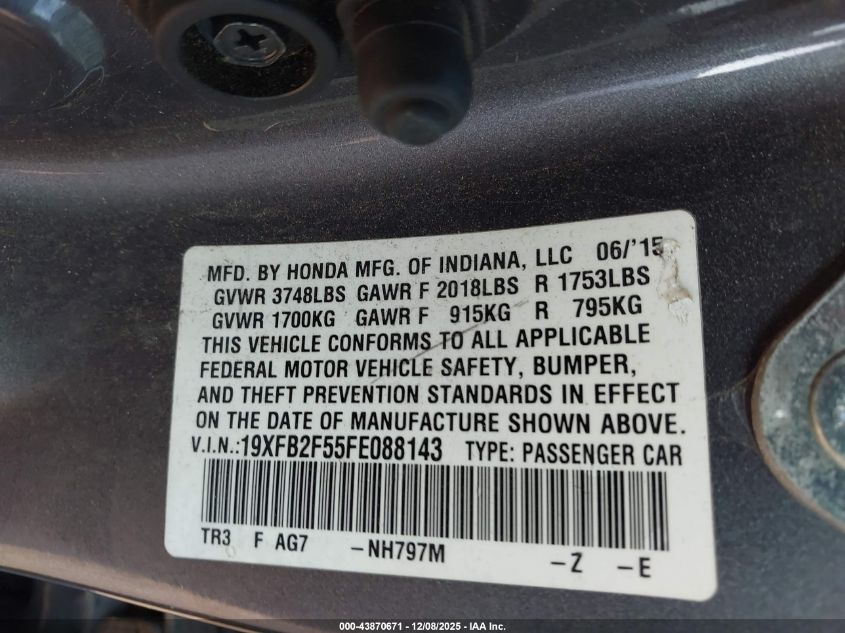 MFD. BY HONDA MFG. OF INDIANA, LLC 06/'15
GVWR 3748LBS GAWR F 2018LBS R 1753LBS
GVWR 1700KG GAWR F 915KG R 795KG
THIS VEHICLE CONFORMS TO ALL APPLICABLE
FEDERAL MOTOR VEHICLE SAFETY, BUMPER,
AND THEFT PREVENTION STANDARDS IN EFFECT
ON THE DATE OF MANUFACTURE SHOWN ABOVE.
V.I.N.:19XFB2F55FE088143 TYPE: PASSENGER CAR
TR3 F AG7 -NH797M -Z -E
000-43870671 - 12/08/2025 - IAA Inc.